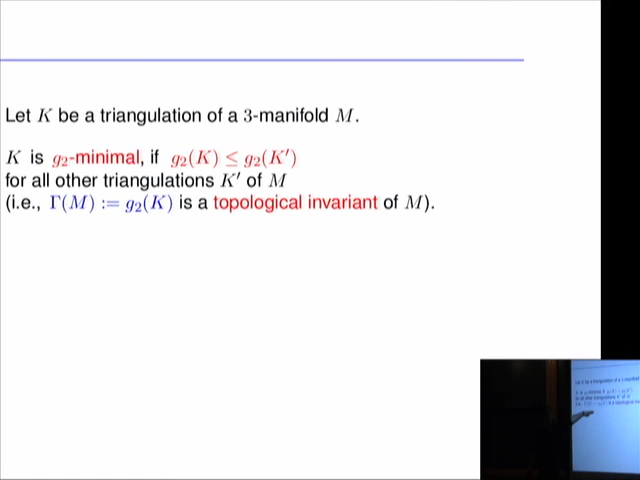 Let K be a triangulation of a 3-manifold M.
K is g₂-minimal, if g₂(K) ≤ g₂(K′)
for all other triangulations K′ of M
(i.e., Γ(M) := g₂(K) is a topological invariant of M).